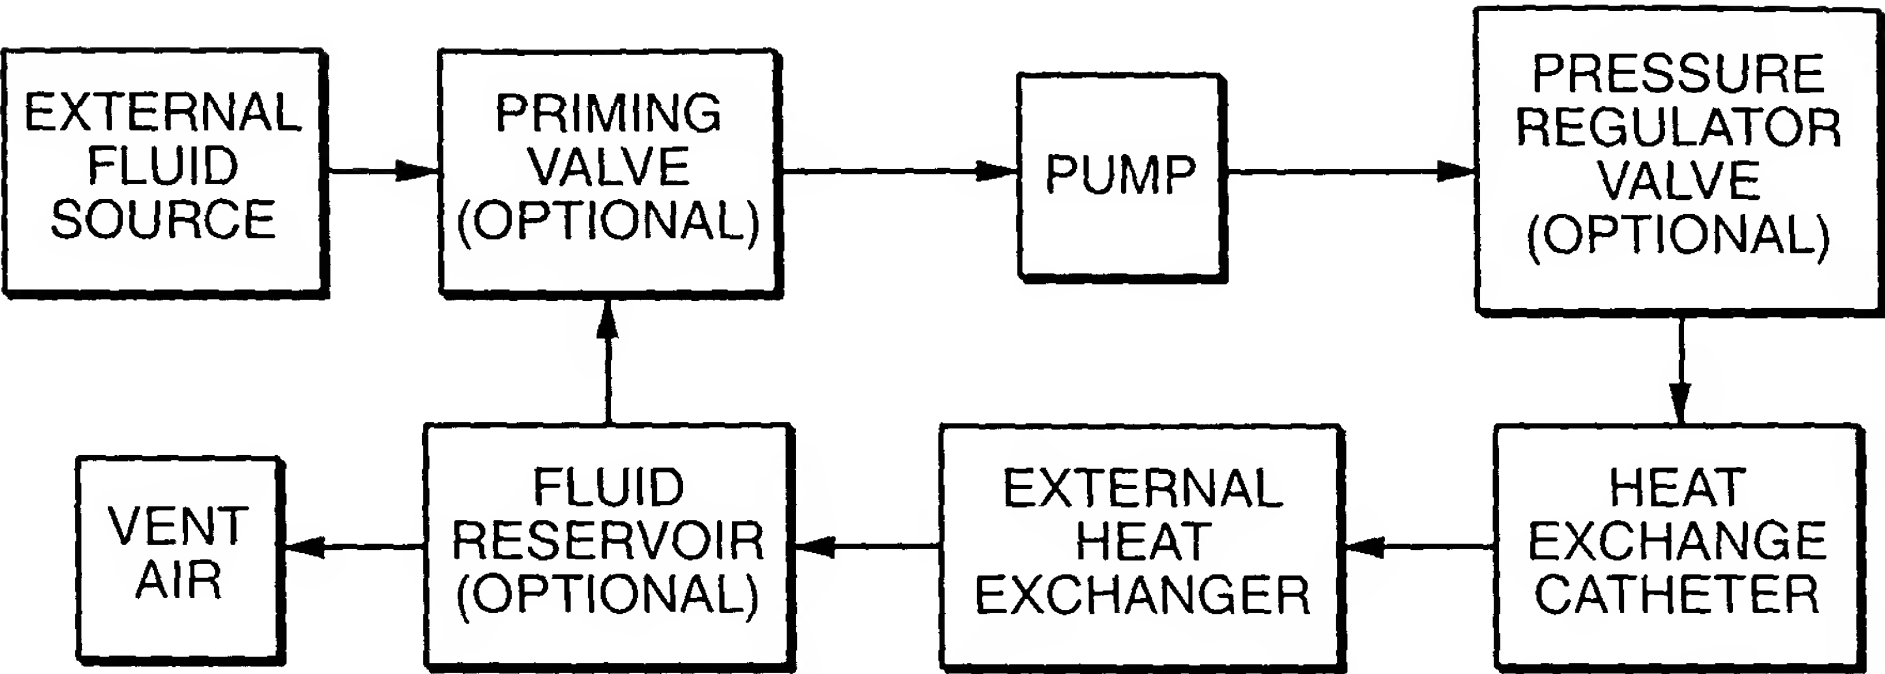 EXTERNAL
FLUID
SOURCE
PRIMING
VALVE
(OPTIONAL)
PUMP
PRESSURE
REGULATOR
VALVE
(OPTIONAL)
VENT
AIR
FLUID
RESERVOIR
(OPTIONAL)
EXTERNAL
HEAT
EXCHANGER
HEAT
EXCHANGE
CATHETER